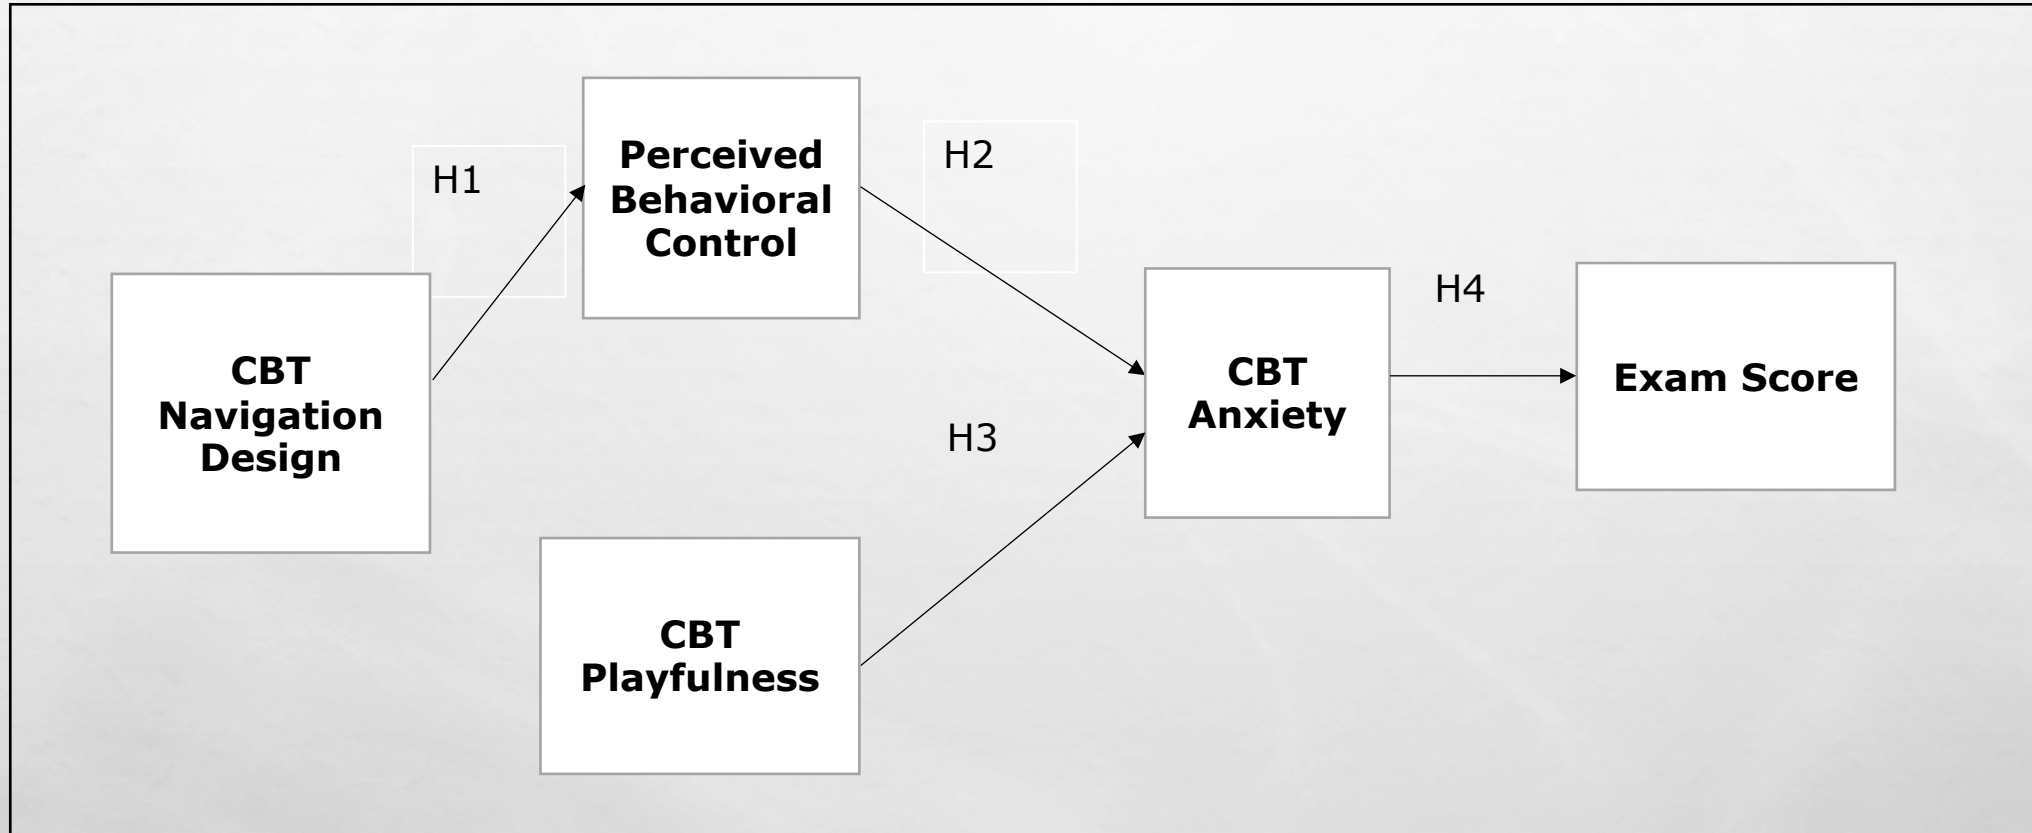 H1
Perceived
Behavioral
Control
H2
CBT
Navigation
Design
H3
CBT
Anxiety
H4
Exam Score
CBT
Playfulness